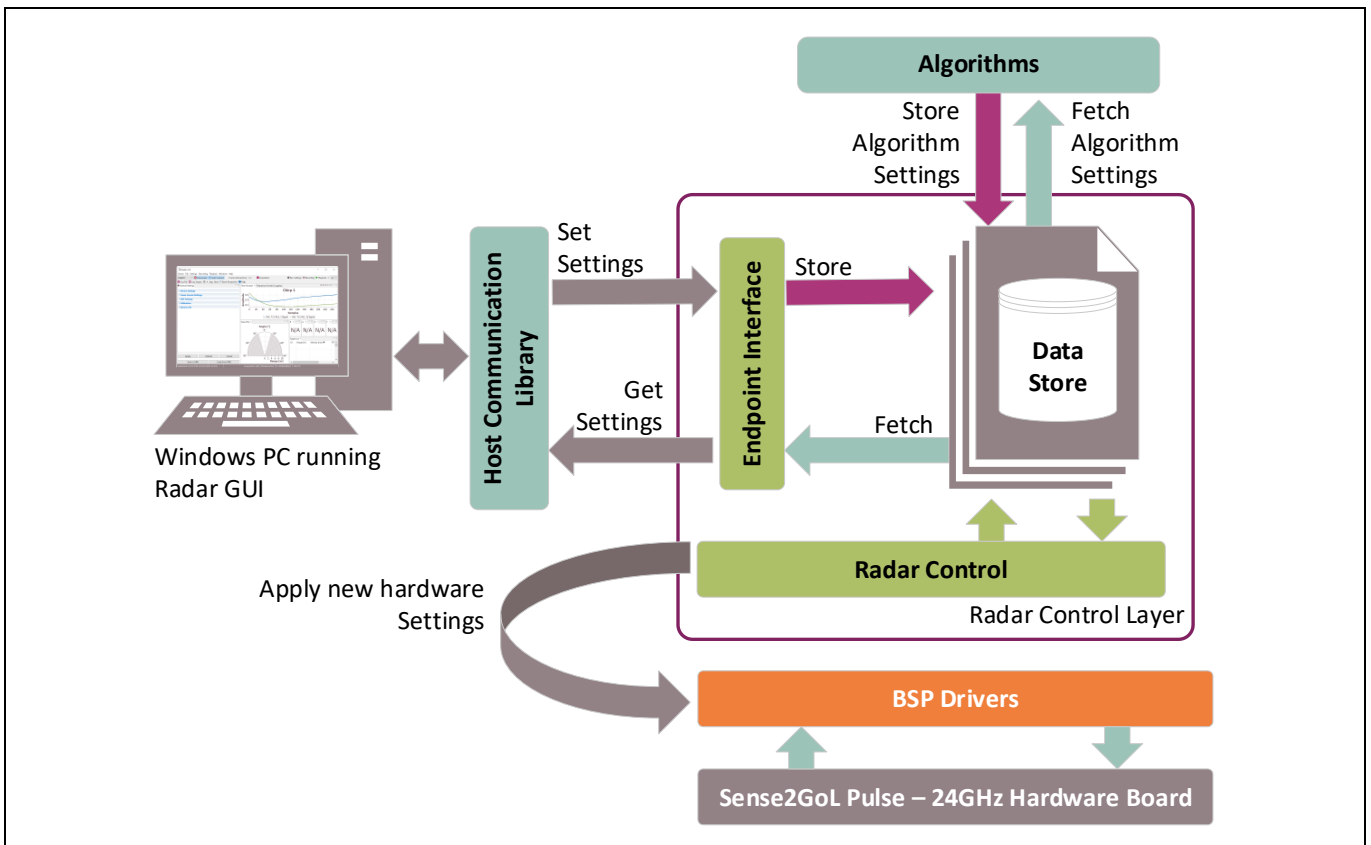 Algorithms
Store
Algorithm
Settings
Fetch
Algorithm
Settings
Set
Settings
Store
Host Communication
Library
Endpoint Interface
Data
Store
Get
Settings
Fetch
Windows PC running
Radar GUI
Radar Control
Radar Control Layer
Apply new hardware
Settings
BSP Drivers
Sense2GoL Pulse – 24GHz Hardware Board
N/A N/A N/A N/A